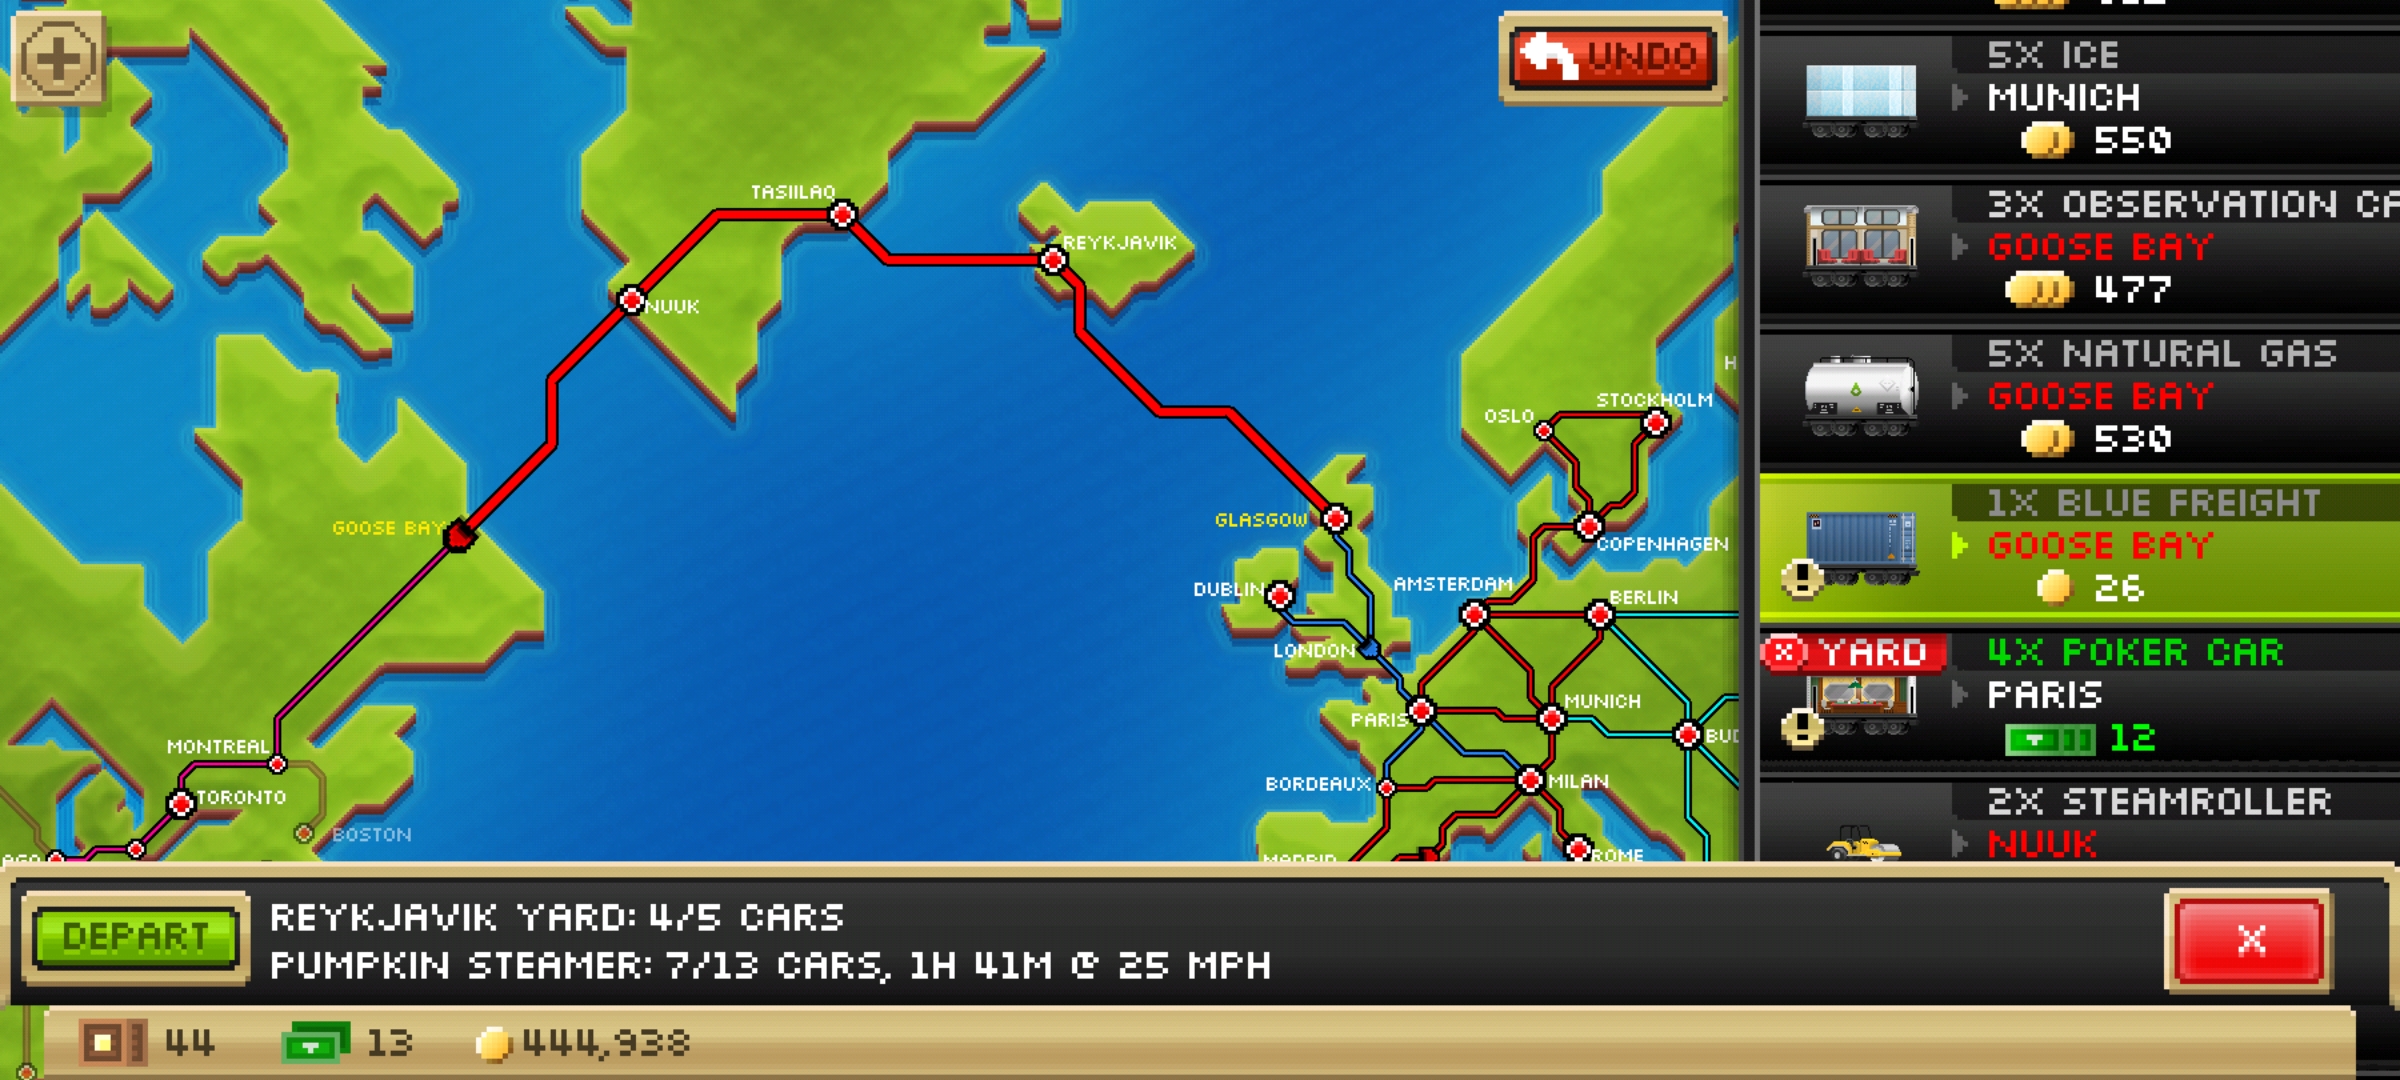 UNDO
5X ICE
MUNICH
550
3X OBSERVATION CA
GOOSE BAY
477
5X NATURAL GAS
GOOSE BAY
530
1X BLUE FREIGHT
GOOSE BAY
26
YARD
4X POKER CAR
PARIS
12
2X STEAMROLLER
NUUK
TASIILAQ
REYKJAVIK
NUUK
STOCKHOLM
OSLO
GLASGOW
GOOSE BAY
COPENHAGEN
AMSTERDAM
DUBLIN
BERLIN
LONDON
MUNICH
PARIS
BUD
MONTREAL
BORDEAUX
MILAN
TORONTO
BOSTON
MADRID
ROME
DEPART
REYKJAVIK YARD: 4/5 CARS
PUMPKIN STEAMER: 7/13 CARS, 1H 41M @ 25 MPH
X
44
13
444,938